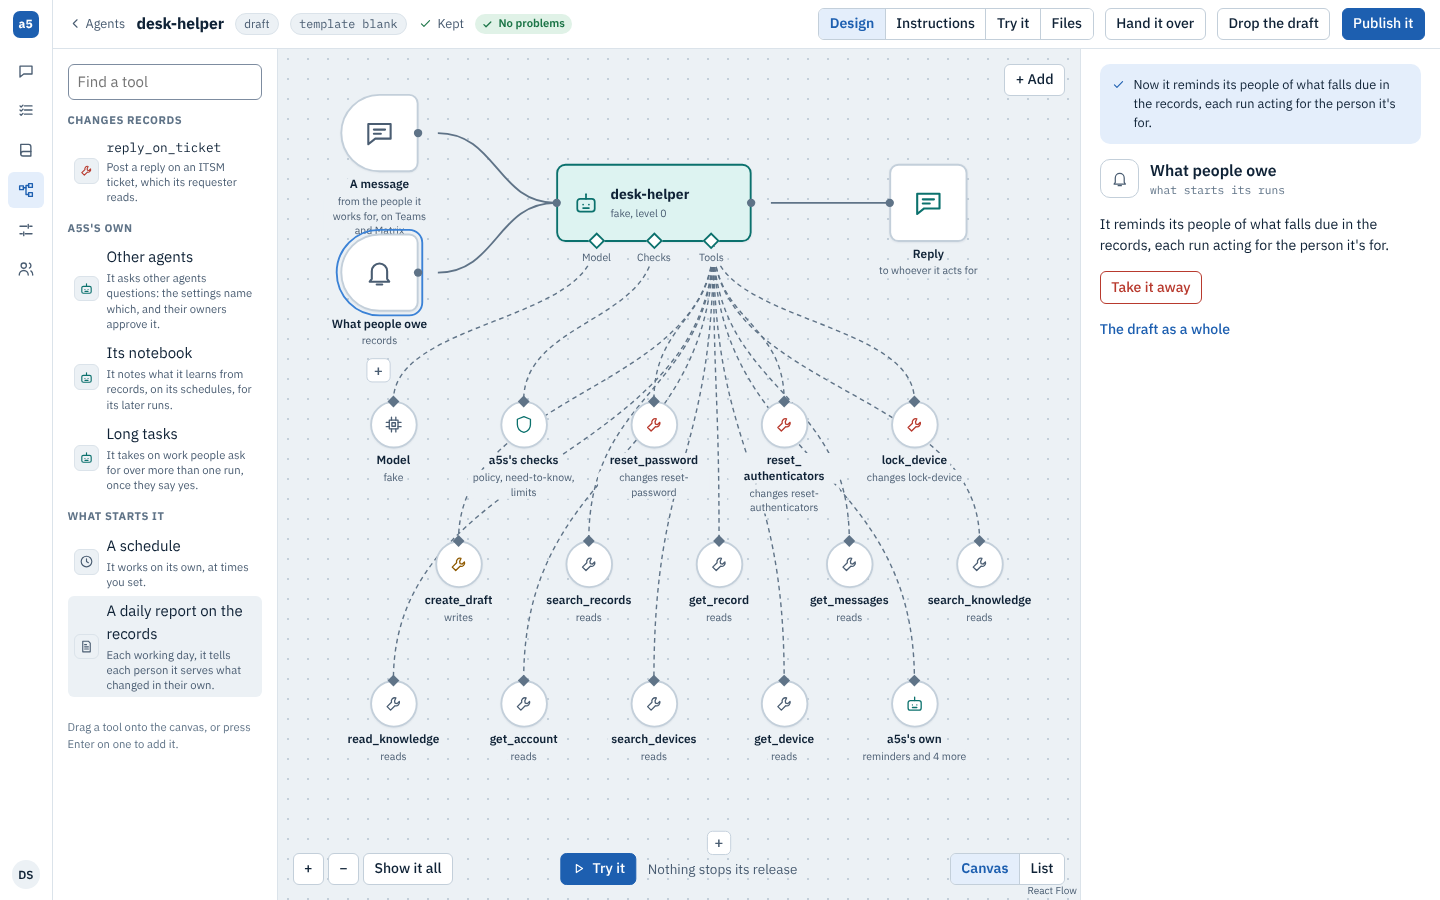 a5
Agents
desk-helper
draft
template blank
Kept
No problems
Design
Instructions
Try it
Files
Hand it over
Drop the draft
Publish it
Find a tool
CHANGES RECORDS
reply_on_ticket
Post a reply on an ITSM
ticket, which its requester
reads.
A5S'S OWN
Other agents
It asks other agents
questions: the settings name
which, and their owners
approve it.
Its notebook
It notes what it learns from
records, on its schedules, for
its later runs.
Long tasks
It takes on work people ask
for over more than one run,
once they say yes.
WHAT STARTS IT
A schedule
It works on its own, at times
you set.
A daily report on the
records
Each working day, it tells
each person it serves what
changed in their own.
Drag a tool onto the canvas, or press
Enter on one to add it.
DS
+ Add
A message
from the people it
works for, on Teams
and Matrix
What people owe
records
+
desk-helper
fake, level 0
Model
Checks
Tools
Reply
to whoever it acts for
Model
fake
a5s's checks
policy, need-to-know,
limits
reset_password
changes reset-
password
reset_
authenticators
changes reset-
authenticators
lock_device
changes lock-device
create_draft
writes
search_records
reads
get_record
reads
get_messages
reads
search_knowledge
reads
read_knowledge
reads
get_account
reads
search_devices
reads
get_device
reads
a5s's own
reminders and 4 more
+
+
−
Show it all
Try it
Nothing stops its release
Canvas
List
React Flow
Now it reminds its people of what falls due in
the records, each run acting for the person it's
for.
What people owe
what starts its runs
It reminds its people of what falls due in the
records, each run acting for the person it's for.
Take it away
The draft as a whole